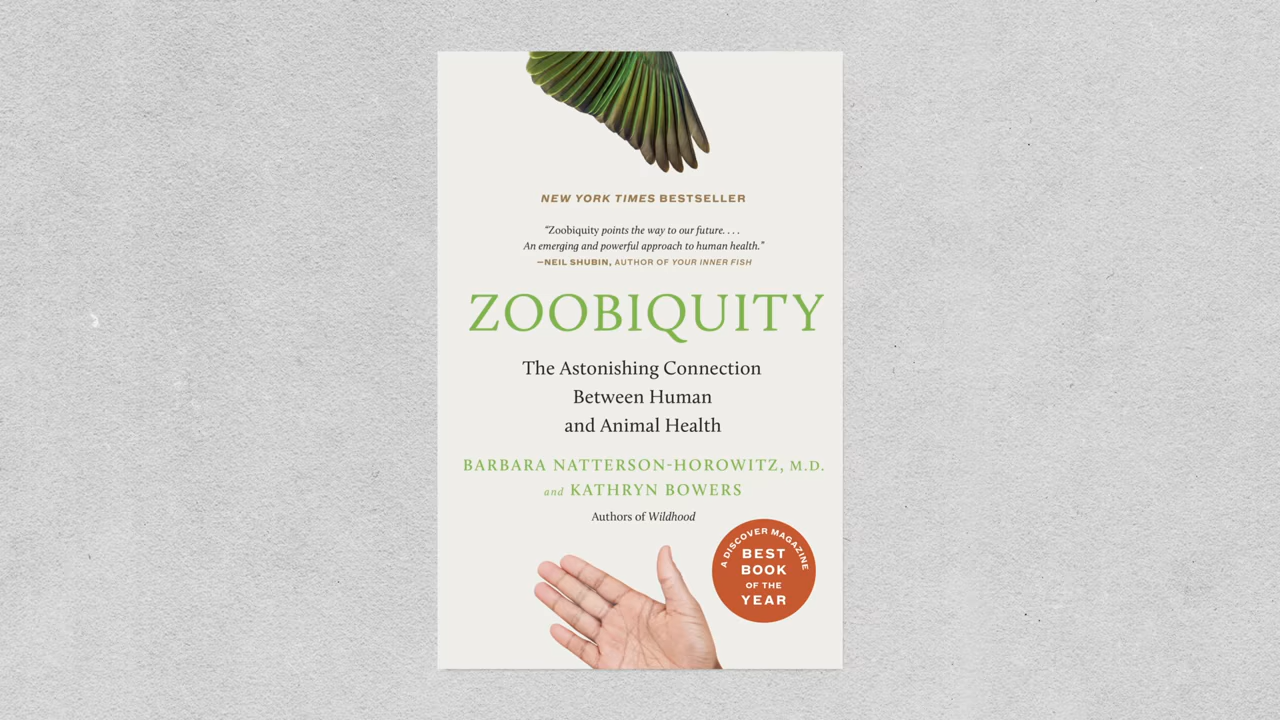 NEW YORK TIMES BESTSELLER
“Zoobiquity points the way to our future. . . .
An emerging and powerful approach to human health.”
—NEIL SHUBIN, AUTHOR OF YOUR INNER FISH
ZOOBIQUITY
The Astonishing Connection
Between Human
and Animal Health
BARBARA NATTERSON-HOROWITZ, M.D.
and KATHRYN BOWERS
Authors of Wildhood
A DISCOVER MAGAZINE
BEST
BOOK
OF THE
YEAR